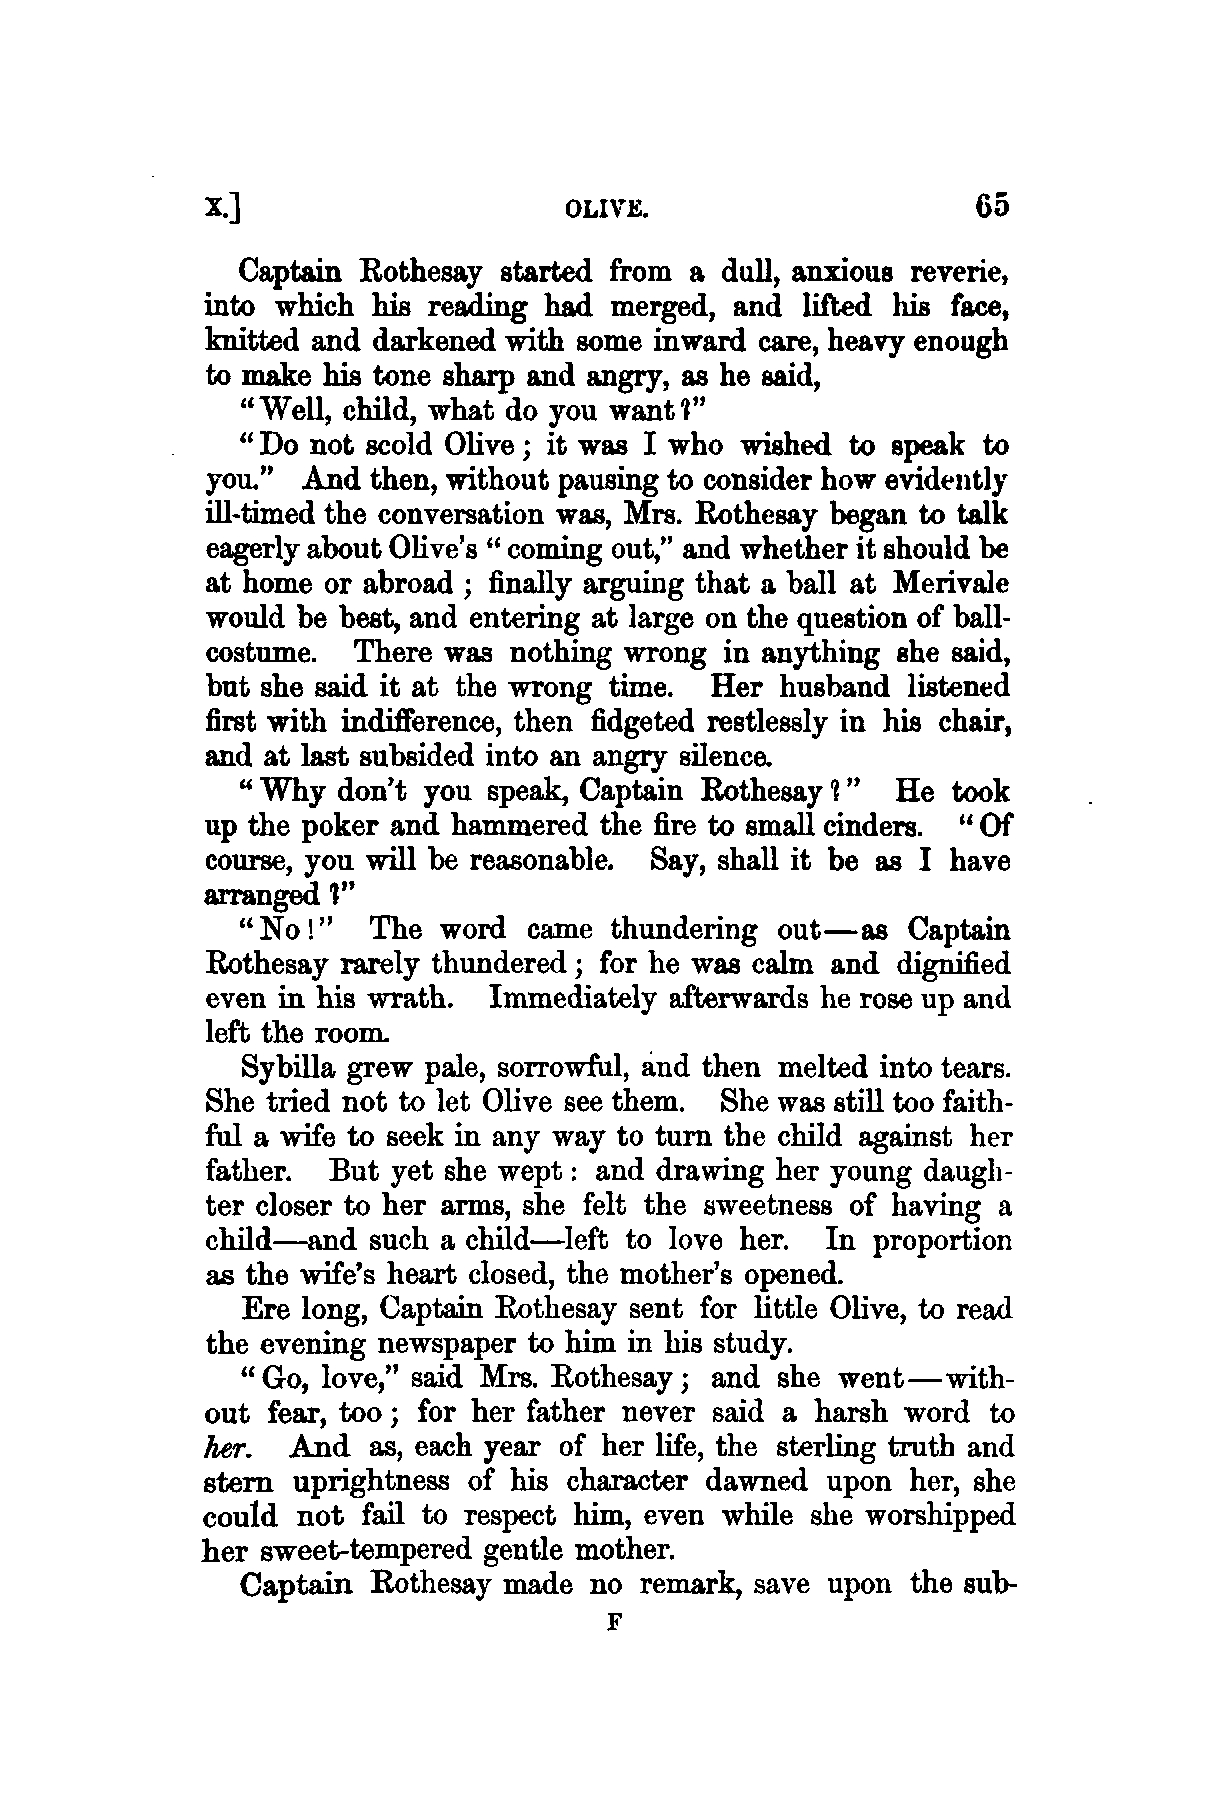 X.] OLIVE. 65
Captain Rothesay started from a dull, anxious reverie,
into which his reading had merged, and lifted his face,
knitted and darkened with some inward care, heavy enough
to make his tone sharp and angry, as he said,
"Well, child, what do you want?"
"Do not scold Olive; it was I who wished to speak to
you." And then, without pausing to consider how evidently
ill-timed the conversation was, Mrs. Rothesay began to talk
eagerly about Olive's "coming out," and whether it should be
at home or abroad; finally arguing that a ball at Merivale
would be best, and entering at large on the question of ball-
costume. There was nothing wrong in anything she said,
but she said it at the wrong time. Her husband listened
first with indifference, then fidgeted restlessly in his chair,
and at last subsided into an angry silence.
"Why don't you speak, Captain Rothesay?" He took
up the poker and hammered the fire to small cinders. "Of
course, you will be reasonable. Say, shall it be as I have
arranged?"
"No!" The word came thundering out—as Captain
Rothesay rarely thundered; for he was calm and dignified
even in his wrath. Immediately afterwards he rose up and
left the room.
Sybilla grew pale, sorrowful, and then melted into tears.
She tried not to let Olive see them. She was still too faith-
ful a wife to seek in any way to turn the child against her
father. But yet she wept: and drawing her young daugh-
ter closer to her arms, she felt the sweetness of having a
child—and such a child—left to love her. In proportion
as the wife's heart closed, the mother's opened.
Ere long, Captain Rothesay sent for little Olive, to read
the evening newspaper to him in his study.
"Go, love," said Mrs. Rothesay; and she went—with-
out fear, too; for her father never said a harsh word to
her. And as, each year of her life, the sterling truth and
stern uprightness of his character dawned upon her, she
could not fail to respect him, even while she worshipped
her sweet-tempered gentle mother.
Captain Rothesay made no remark, save upon the sub-
F